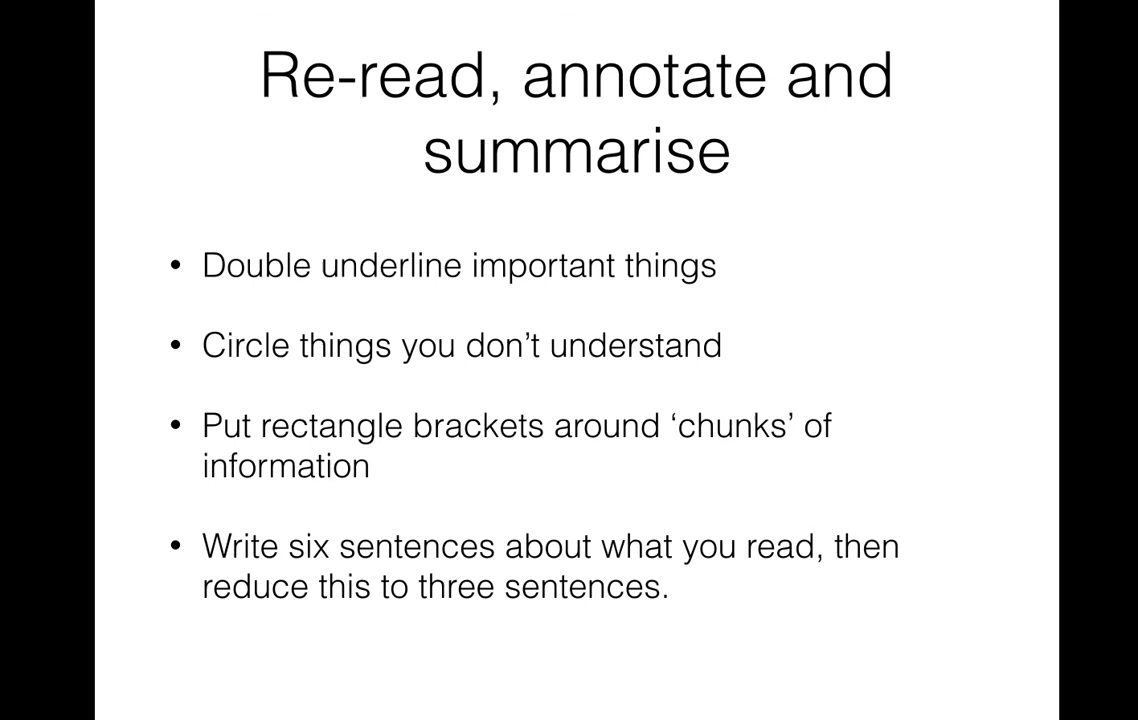 Re-read, annotate and
summarise
• Double underline important things
• Circle things you don’t understand
• Put rectangle brackets around ‘chunks’ of
information
• Write six sentences about what you read, then
reduce this to three sentences.